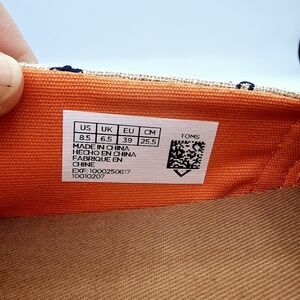 US UK EU CM
8.5 6.5 39 25.5
TOMS
MADE IN CHINA
HECHO EN CHINA
FABRIQUE EN
CHINE
EXF: 1000250617
10010207